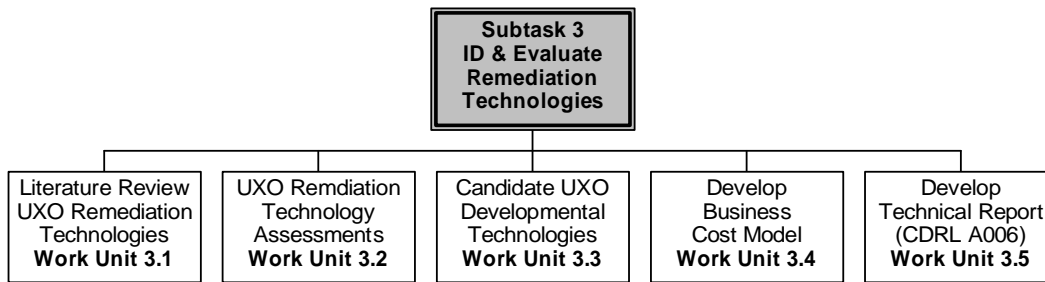 Subtask 3
ID & Evaluate
Remediation
Technologies
Literature Review
UXO Remediation
Technologies
Work Unit 3.1
UXO Remdiation
Technology
Assessments
Work Unit 3.2
Candidate UXO
Developmental
Technologies
Work Unit 3.3
Develop
Business
Cost Model
Work Unit 3.4
Develop
Technical Report
(CDRL A006)
Work Unit 3.5